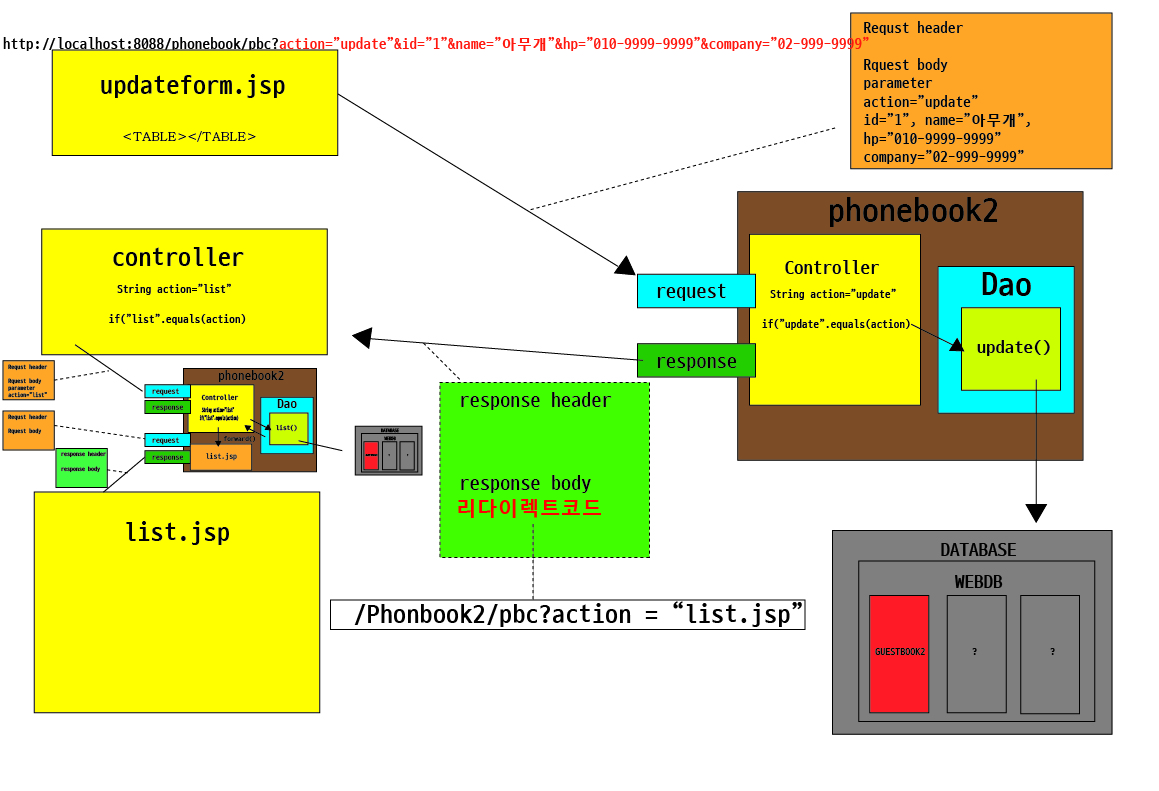 http://localhost:8088/phonebook/pbc?action=”update”&id=”1”&name=”아무개”&hp=”010-9999-9999”&company=”02-999-9999”
updateform.jsp
<TABLE></TABLE>
Requst header
Rquest body
parameter
action=”update”
id=”1”, name=”아무개”,
hp=”010-9999-9999”
company=”02-999-9999”
phonebook2
Controller
String action=”update”
if(”update”.equals(action)
Dao
update()
request
response
controller
String action=”list”
if(”list”.equals(action)
Requst header
Rquest body
parameter
action=”list”
Requst header
Rquest body
response header
response body
request
response
request
response
phonebook2
Controller
String action=”list”
if(”list”.equals(action)
Dao
list()
forward()
list.jsp
DATABASE
WEBDB
?
?
response header
response body
리다이렉트코드
list.jsp
/Phonbook2/pbc?action = “list.jsp”
DATABASE
WEBDB
GUESTBOOK2
?
?